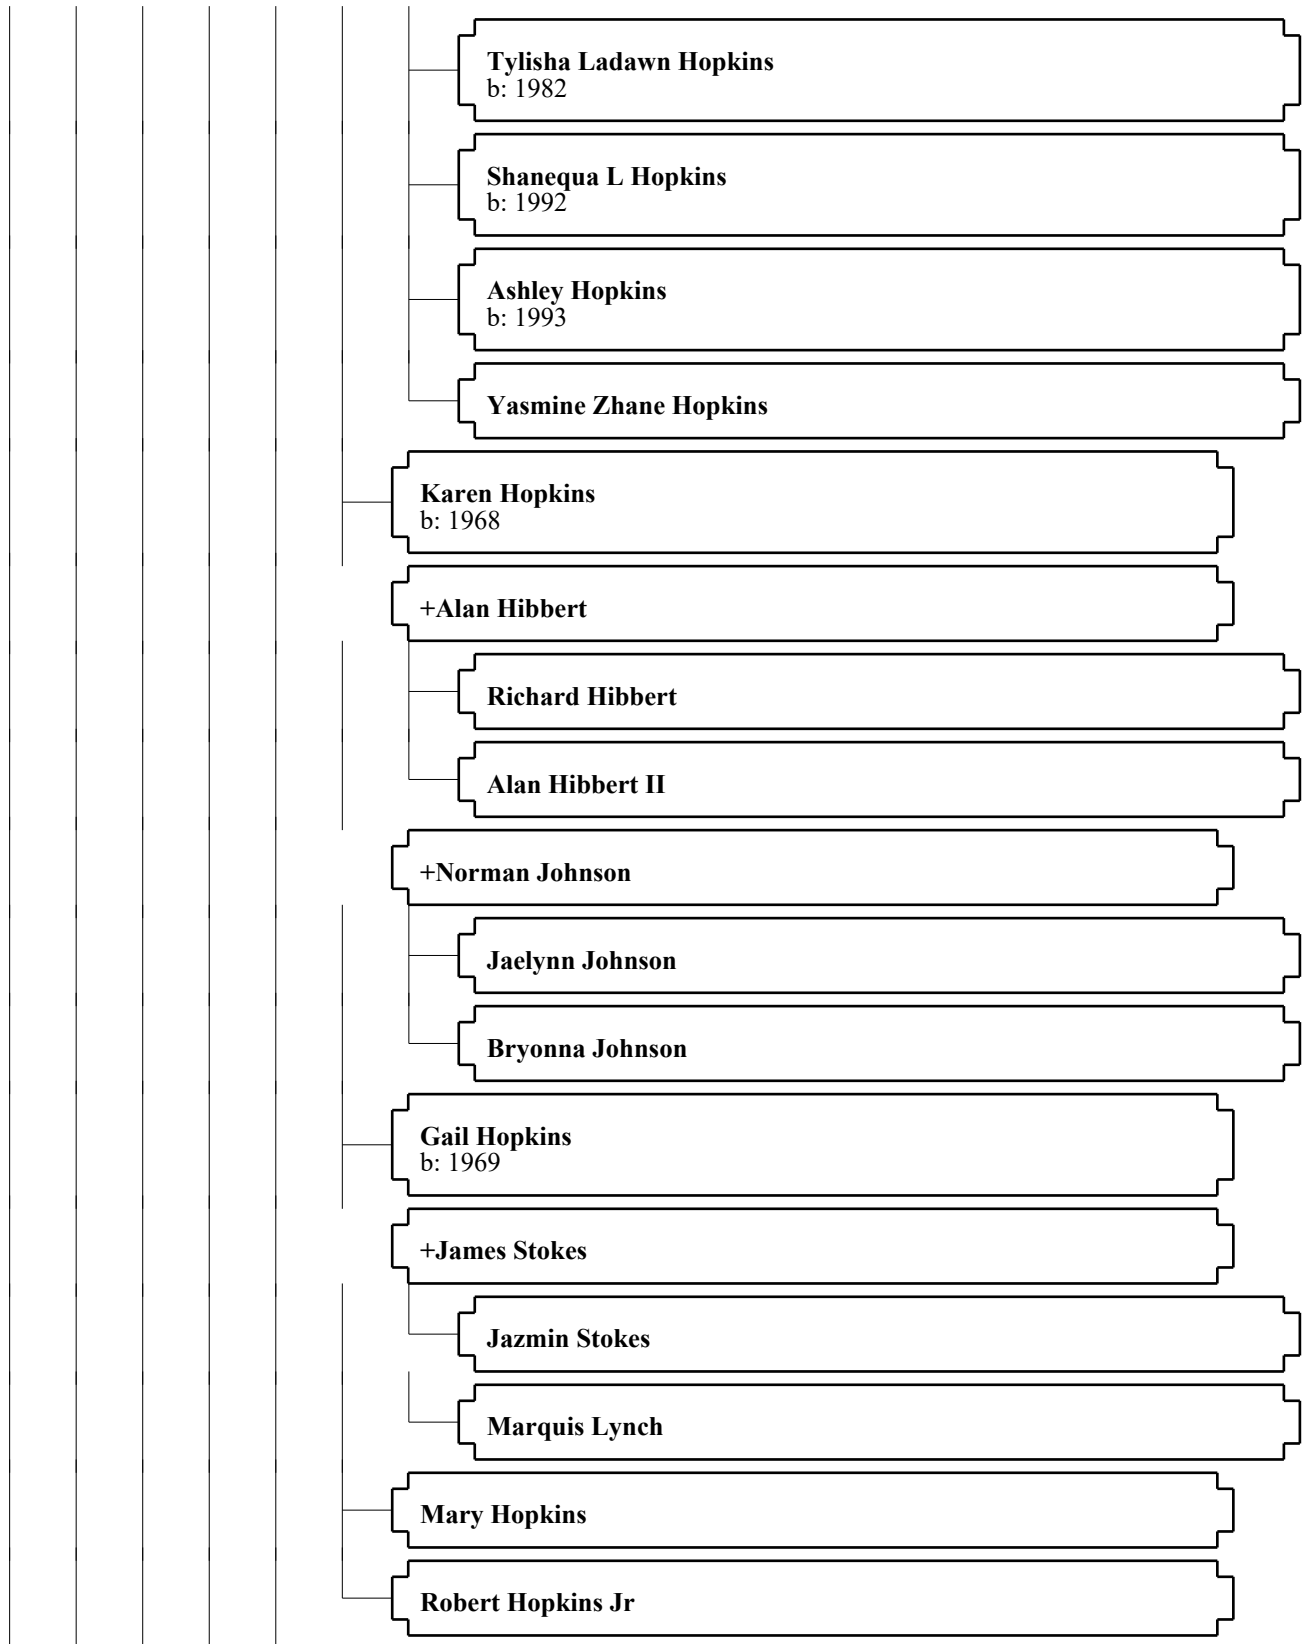 Tylisha Ladawn Hopkins
b: 1982
Shanequa L Hopkins
b: 1992
Ashley Hopkins
b: 1993
Yasmine Zhane Hopkins
Karen Hopkins
b: 1968
+Alan Hibbert
Richard Hibbert
Alan Hibbert II
+Norman Johnson
Jaelynn Johnson
Bryonna Johnson
Gail Hopkins
b: 1969
+James Stokes
Jazmin Stokes
Marquis Lynch
Mary Hopkins
Robert Hopkins Jr